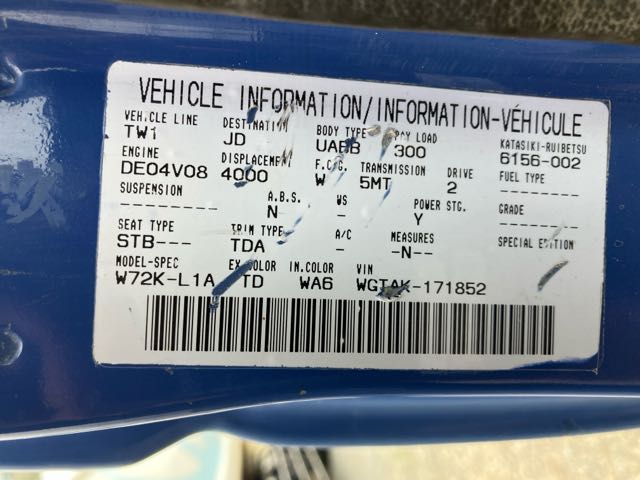 VEHICLE INFORMATION/INFORMATION-VÉHICULE
VEHICLE LINE DESTINATION BODY TYPE PAY LOAD KATASIKI-RUIBETSU
TW1 JD UABB 300 6156-002
ENGINE DISPLACEMENT F.C.G. TRANSMISSION DRIVE FUEL TYPE
DE04V08 4000 W 5MT 2 ---------------
SUSPENSION A.B.S. WS POWER STG. GRADE
--------- N- -- Y ---------------
SEAT TYPE TRIM TYPE A/C MEASURES SPECIAL EDITION
STB--- TDA -- -N-- ---------------
MODEL-SPEC EX.COLOR IN.COLOR VIN
W72K-L1A TD WA6 WGTAK-171852